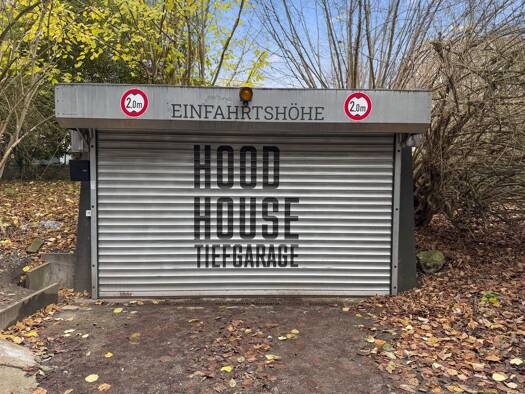 2.0m
EINFAHRTSHÖHE
2.0m
HOOD
HOUSE
TIEFGARAGE